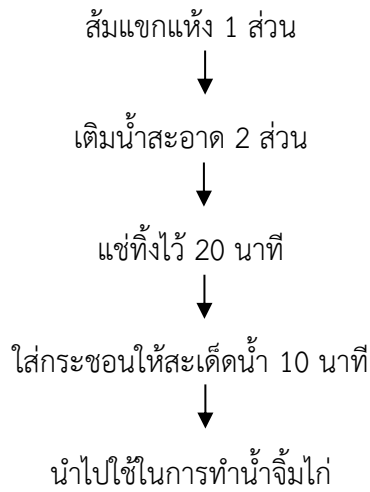 ส้มแขกแห้ง 1 ส่วน
เติมน้ำสะอาด 2 ส่วน
แช่ทิ้งไว้ 20 นาที
ใส่กระชอนให้สะเด็ดน้ำ 10 นาที
นำไปใช้ในการทำน้ำจิ้มไก่